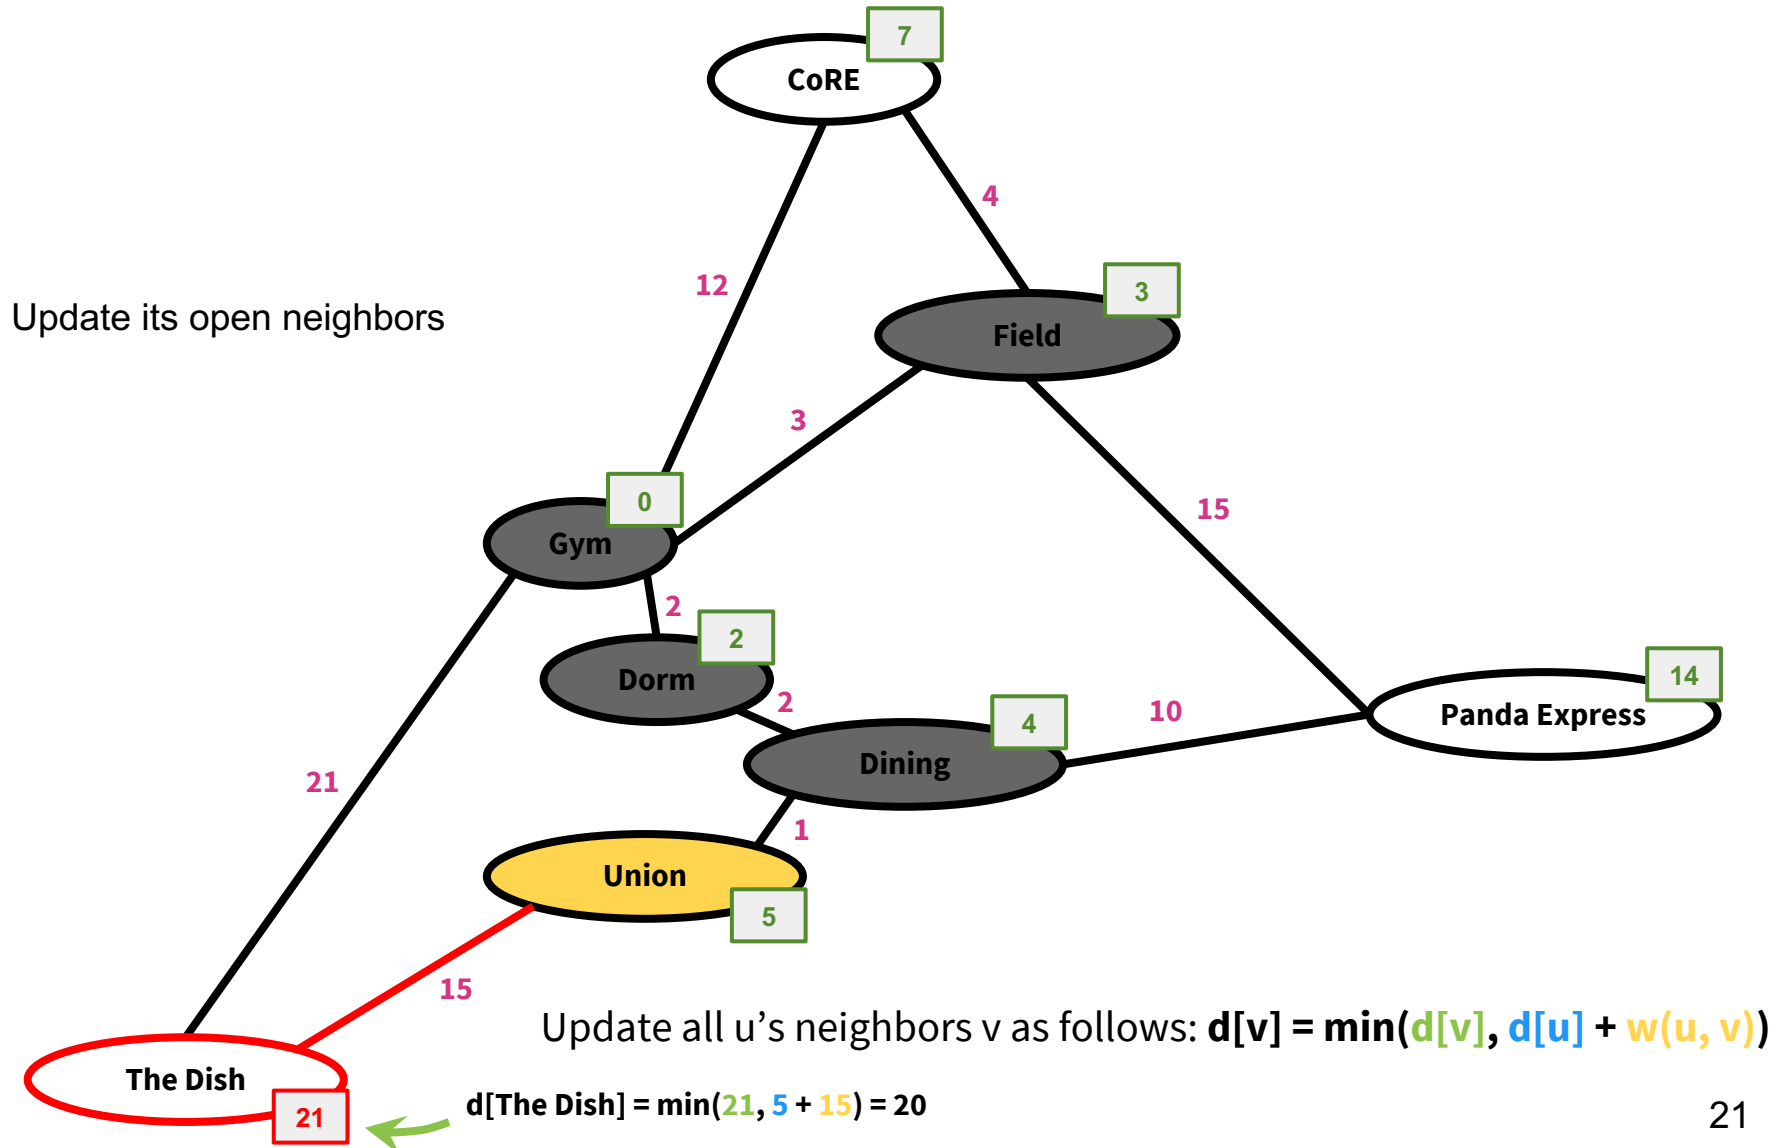 7
CoRE
4
12
3
Update its open neighbors
Field
3
0
15
Gym
2
2
14
Dorm
2
10
Panda Express
4
Dining
21
1
Union
5
15
Update all u’s neighbors v as follows: d[v] = min(d[v], d[u] + w(u, v))
The Dish
21
d[The Dish] = min(21, 5 + 15) = 20
21